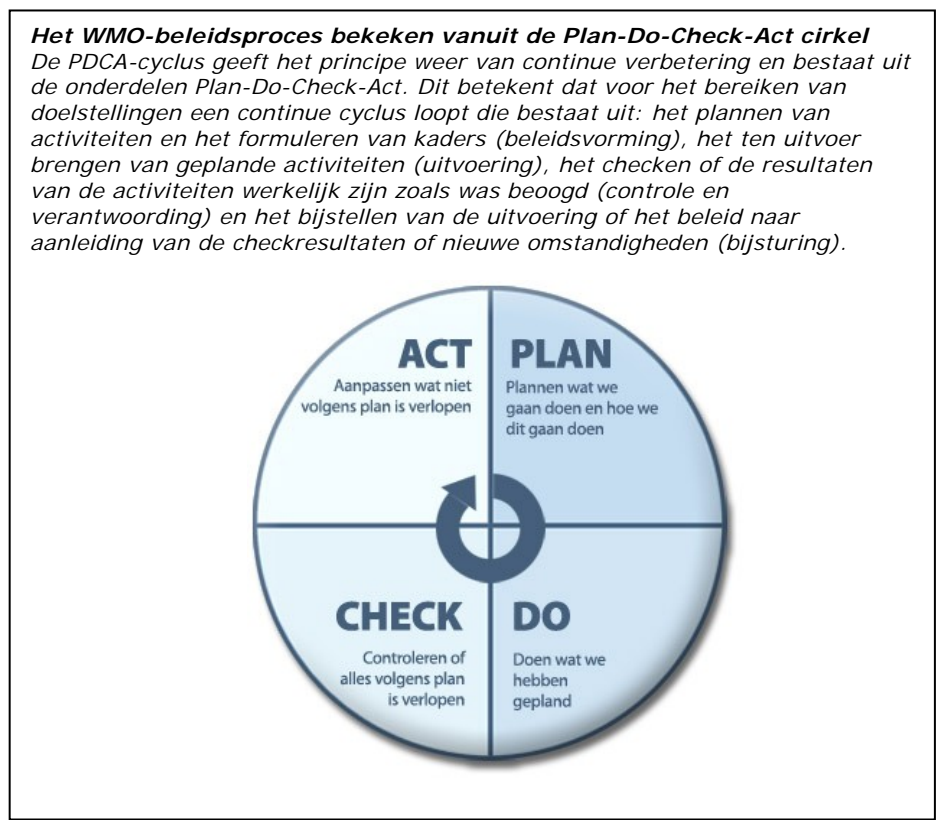 Het WMO-beleidsproces bekeken vanuit de Plan-Do-Check-Act cirkel
De PDCA-cyclus geeft het principe weer van continue verbetering en bestaat uit
de onderdelen Plan-Do-Check-Act. Dit betekent dat voor het bereiken van
doelstellingen een continue cyclus loopt die bestaat uit: het plannen van
activiteiten en het formuleren van kaders (beleidsvorming), het ten uitvoer
brengen van geplande activiteiten (uitvoering), het checken of de resultaten
van de activiteiten werkelijk zijn zoals was beoogd (controle en
verantwoording) en het bijstellen van de uitvoering of het beleid naar
aanleiding van de checkresultaten of nieuwe omstandigheden (bijsturing).
ACT
Aanpassen wat niet
volgens plan is verlopen
PLAN
Plannen wat we
gaan doen en hoe we
dit gaan doen
CHECK
Controleren of
alles volgens plan
is verlopen
DO
Doen wat we
hebben
gepland